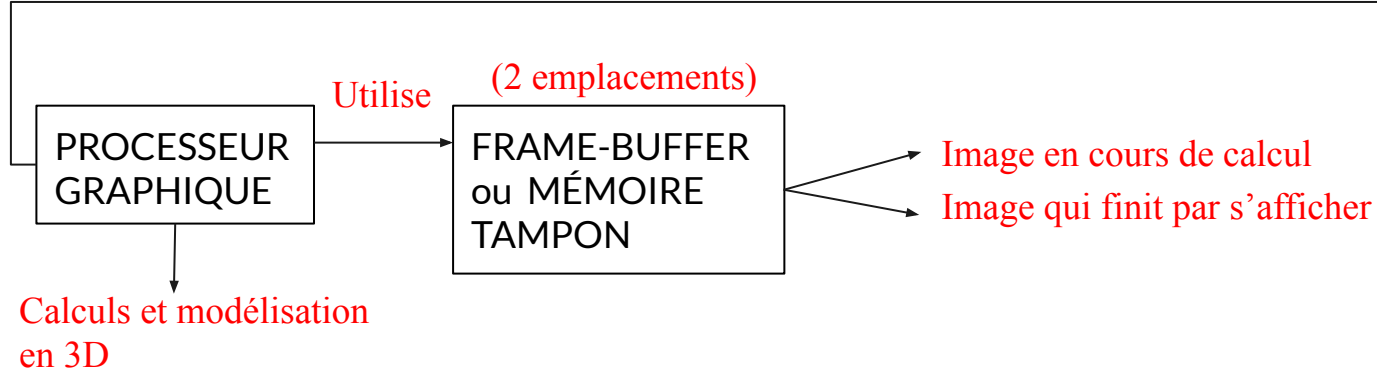 (2 emplacements)
Utilise
PROCESSEUR
GRAPHIQUE
FRAME-BUFFER
ou MÉMOIRE
TAMPON
Image en cours de calcul
Image qui finit par s’afficher
Calculs et modélisation
en 3D